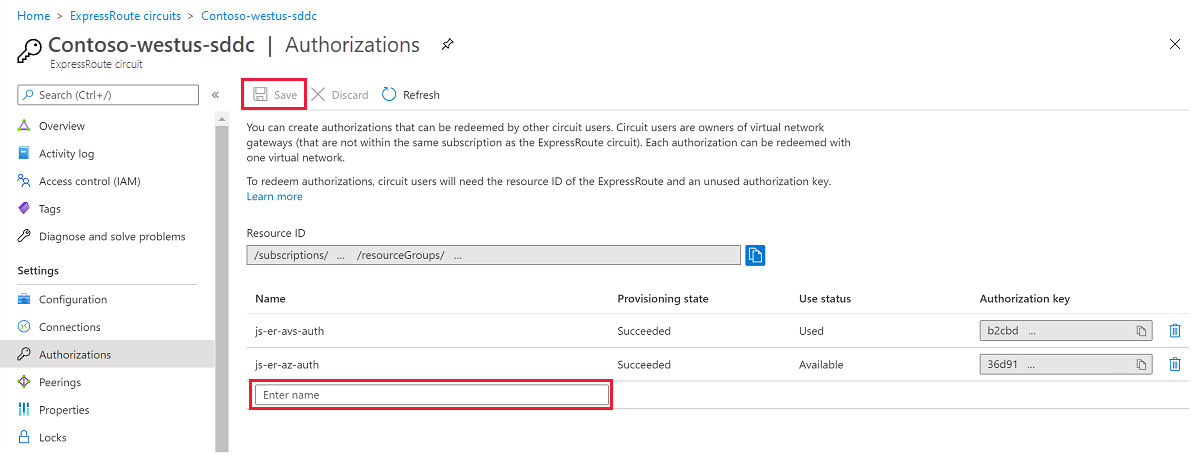 Home > ExpressRoute circuits > Contoso-westus-sddc
Contoso-westus-sddc | Authorizations
ExpressRoute circuit
Search (Ctrl+/)
«
Overview
Activity log
Access control (IAM)
Tags
Diagnose and solve problems
Settings
Configuration
Connections
Authorizations
Peerings
Properties
Locks
Save Discard Refresh
You can create authorizations that can be redeemed by other circuit users. Circuit users are owners of virtual network
gateways (that are not within the same subscription as the ExpressRoute circuit). Each authorization can be redeemed with
one virtual network.
To redeem authorizations, circuit users will need the resource ID of the ExpressRoute and an unused authorization key.
Learn more
Resource ID
/subscriptions/ ... /resourceGroups/ ...
Name Provisioning state Use status Authorization key
js-er-avs-auth Succeeded Used b2cbd ...
js-er-az-auth Succeeded Available 36d91 ...
Enter name